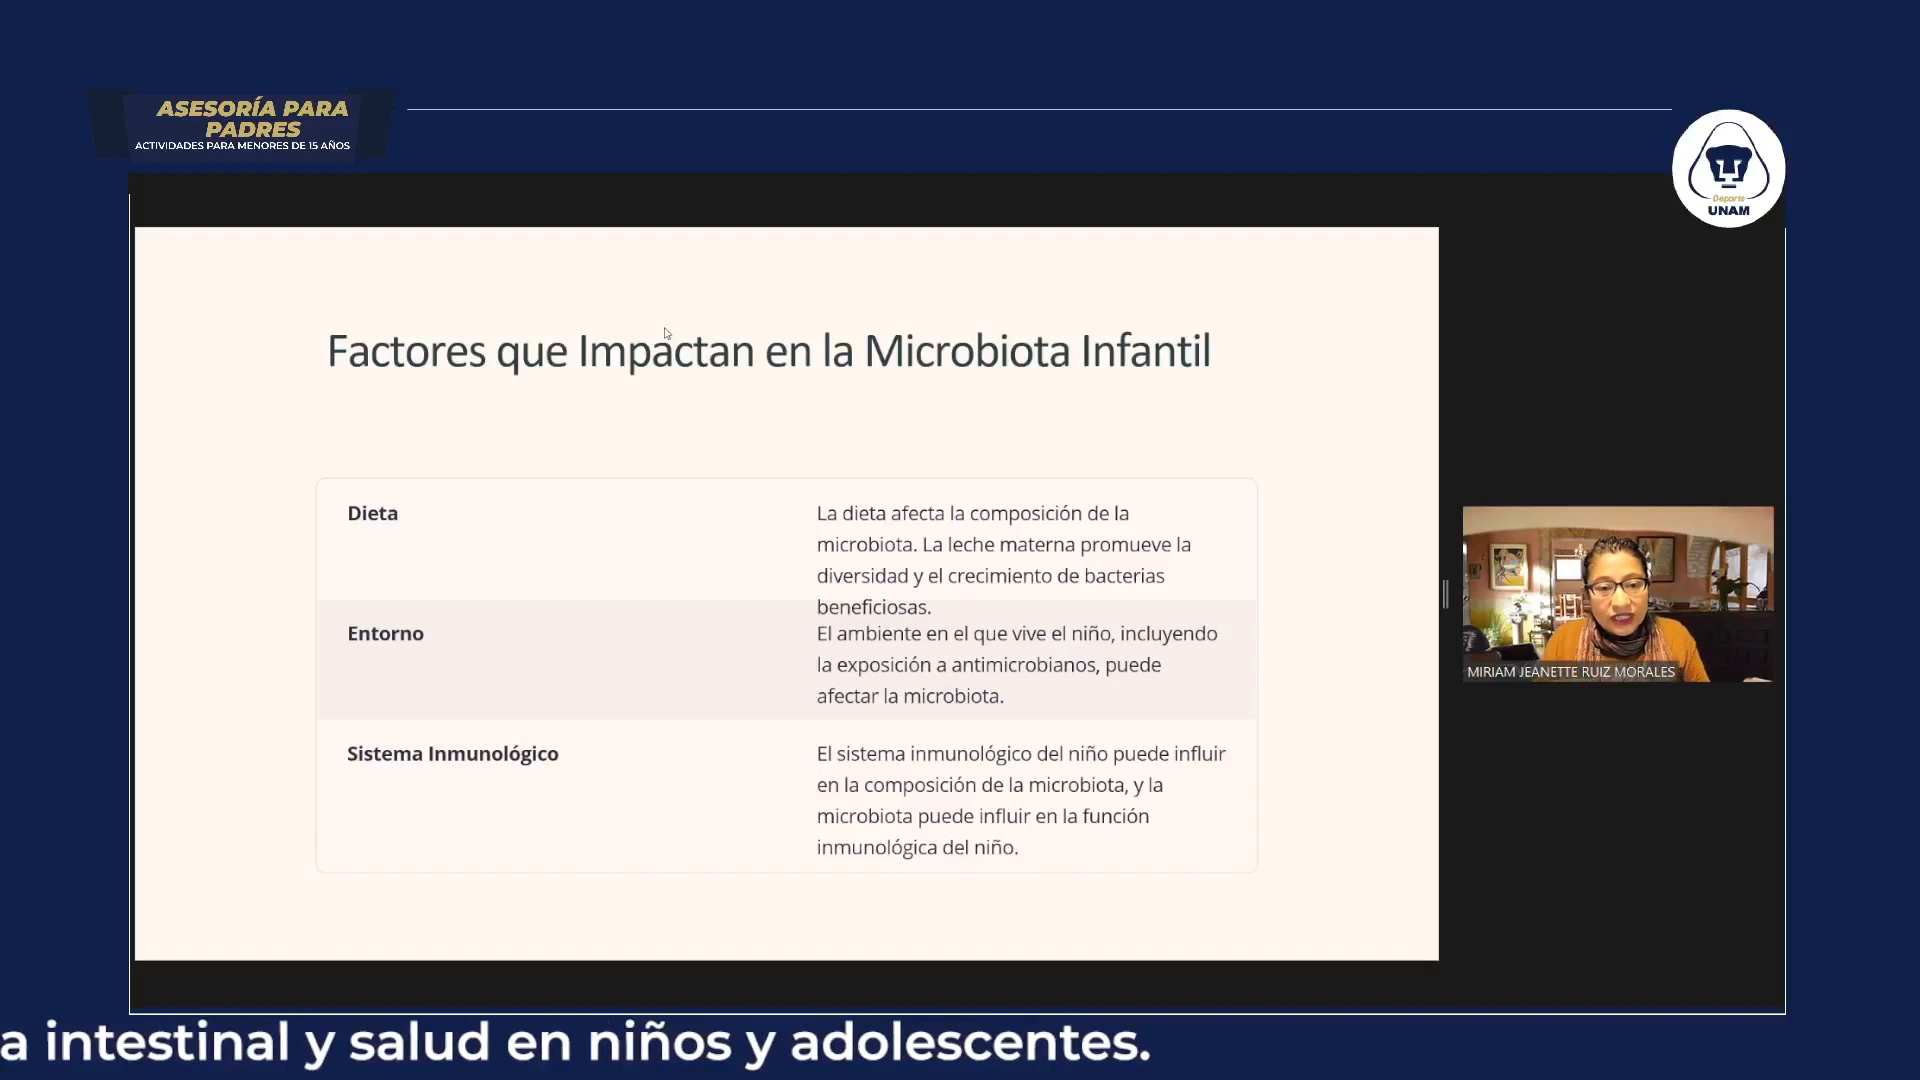 ASESORÍA PARA
PADRES
ACTIVIDADES PARA MENORES DE 15 AÑOS
Deporte
UNAM
Factores que Impactan en la Microbiota Infantil
Dieta
La dieta afecta la composición de la
microbiota. La leche materna promueve la
diversidad y el crecimiento de bacterias
beneficiosas.
Entorno
El ambiente en el que vive el niño, incluyendo
la exposición a antimicrobianos, puede
afectar la microbiota.
Sistema Inmunológico
El sistema inmunológico del niño puede influir
en la composición de la microbiota, y la
microbiota puede influir en la función
inmunológica del niño.
MIRIAM JEANETTE RUIZ MORALES
a intestinal y salud en niños y adolescentes.